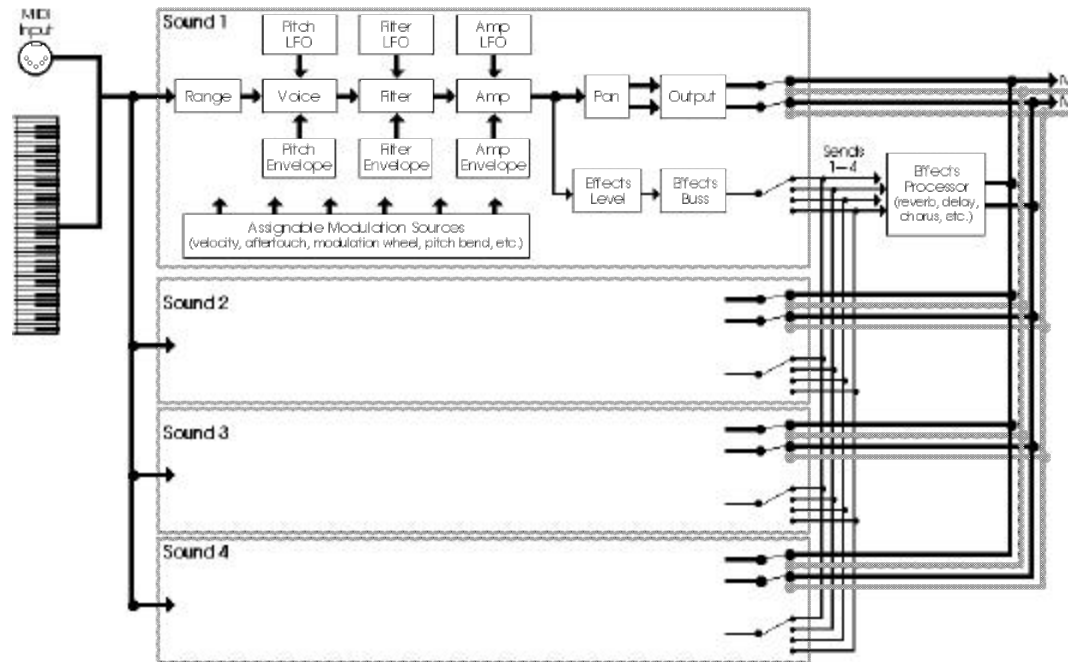 MIDI
Input
Sound 1
Pitch
LFO
Filter
LFO
Amp
LFO
Range
Voice
Filter
Amp
Pan
Output
M
M
Pitch
Envelope
Filter
Envelope
Amp
Envelope
Effects
Level
Effects
Buss
Sends
1–4
Effects
Processor
(reverb, delay,
chorus, etc.)
Assignable Modulation Sources
(velocity, aftertouch, modulation wheel, pitch bend, etc.)
Sound 2
Sound 3
Sound 4